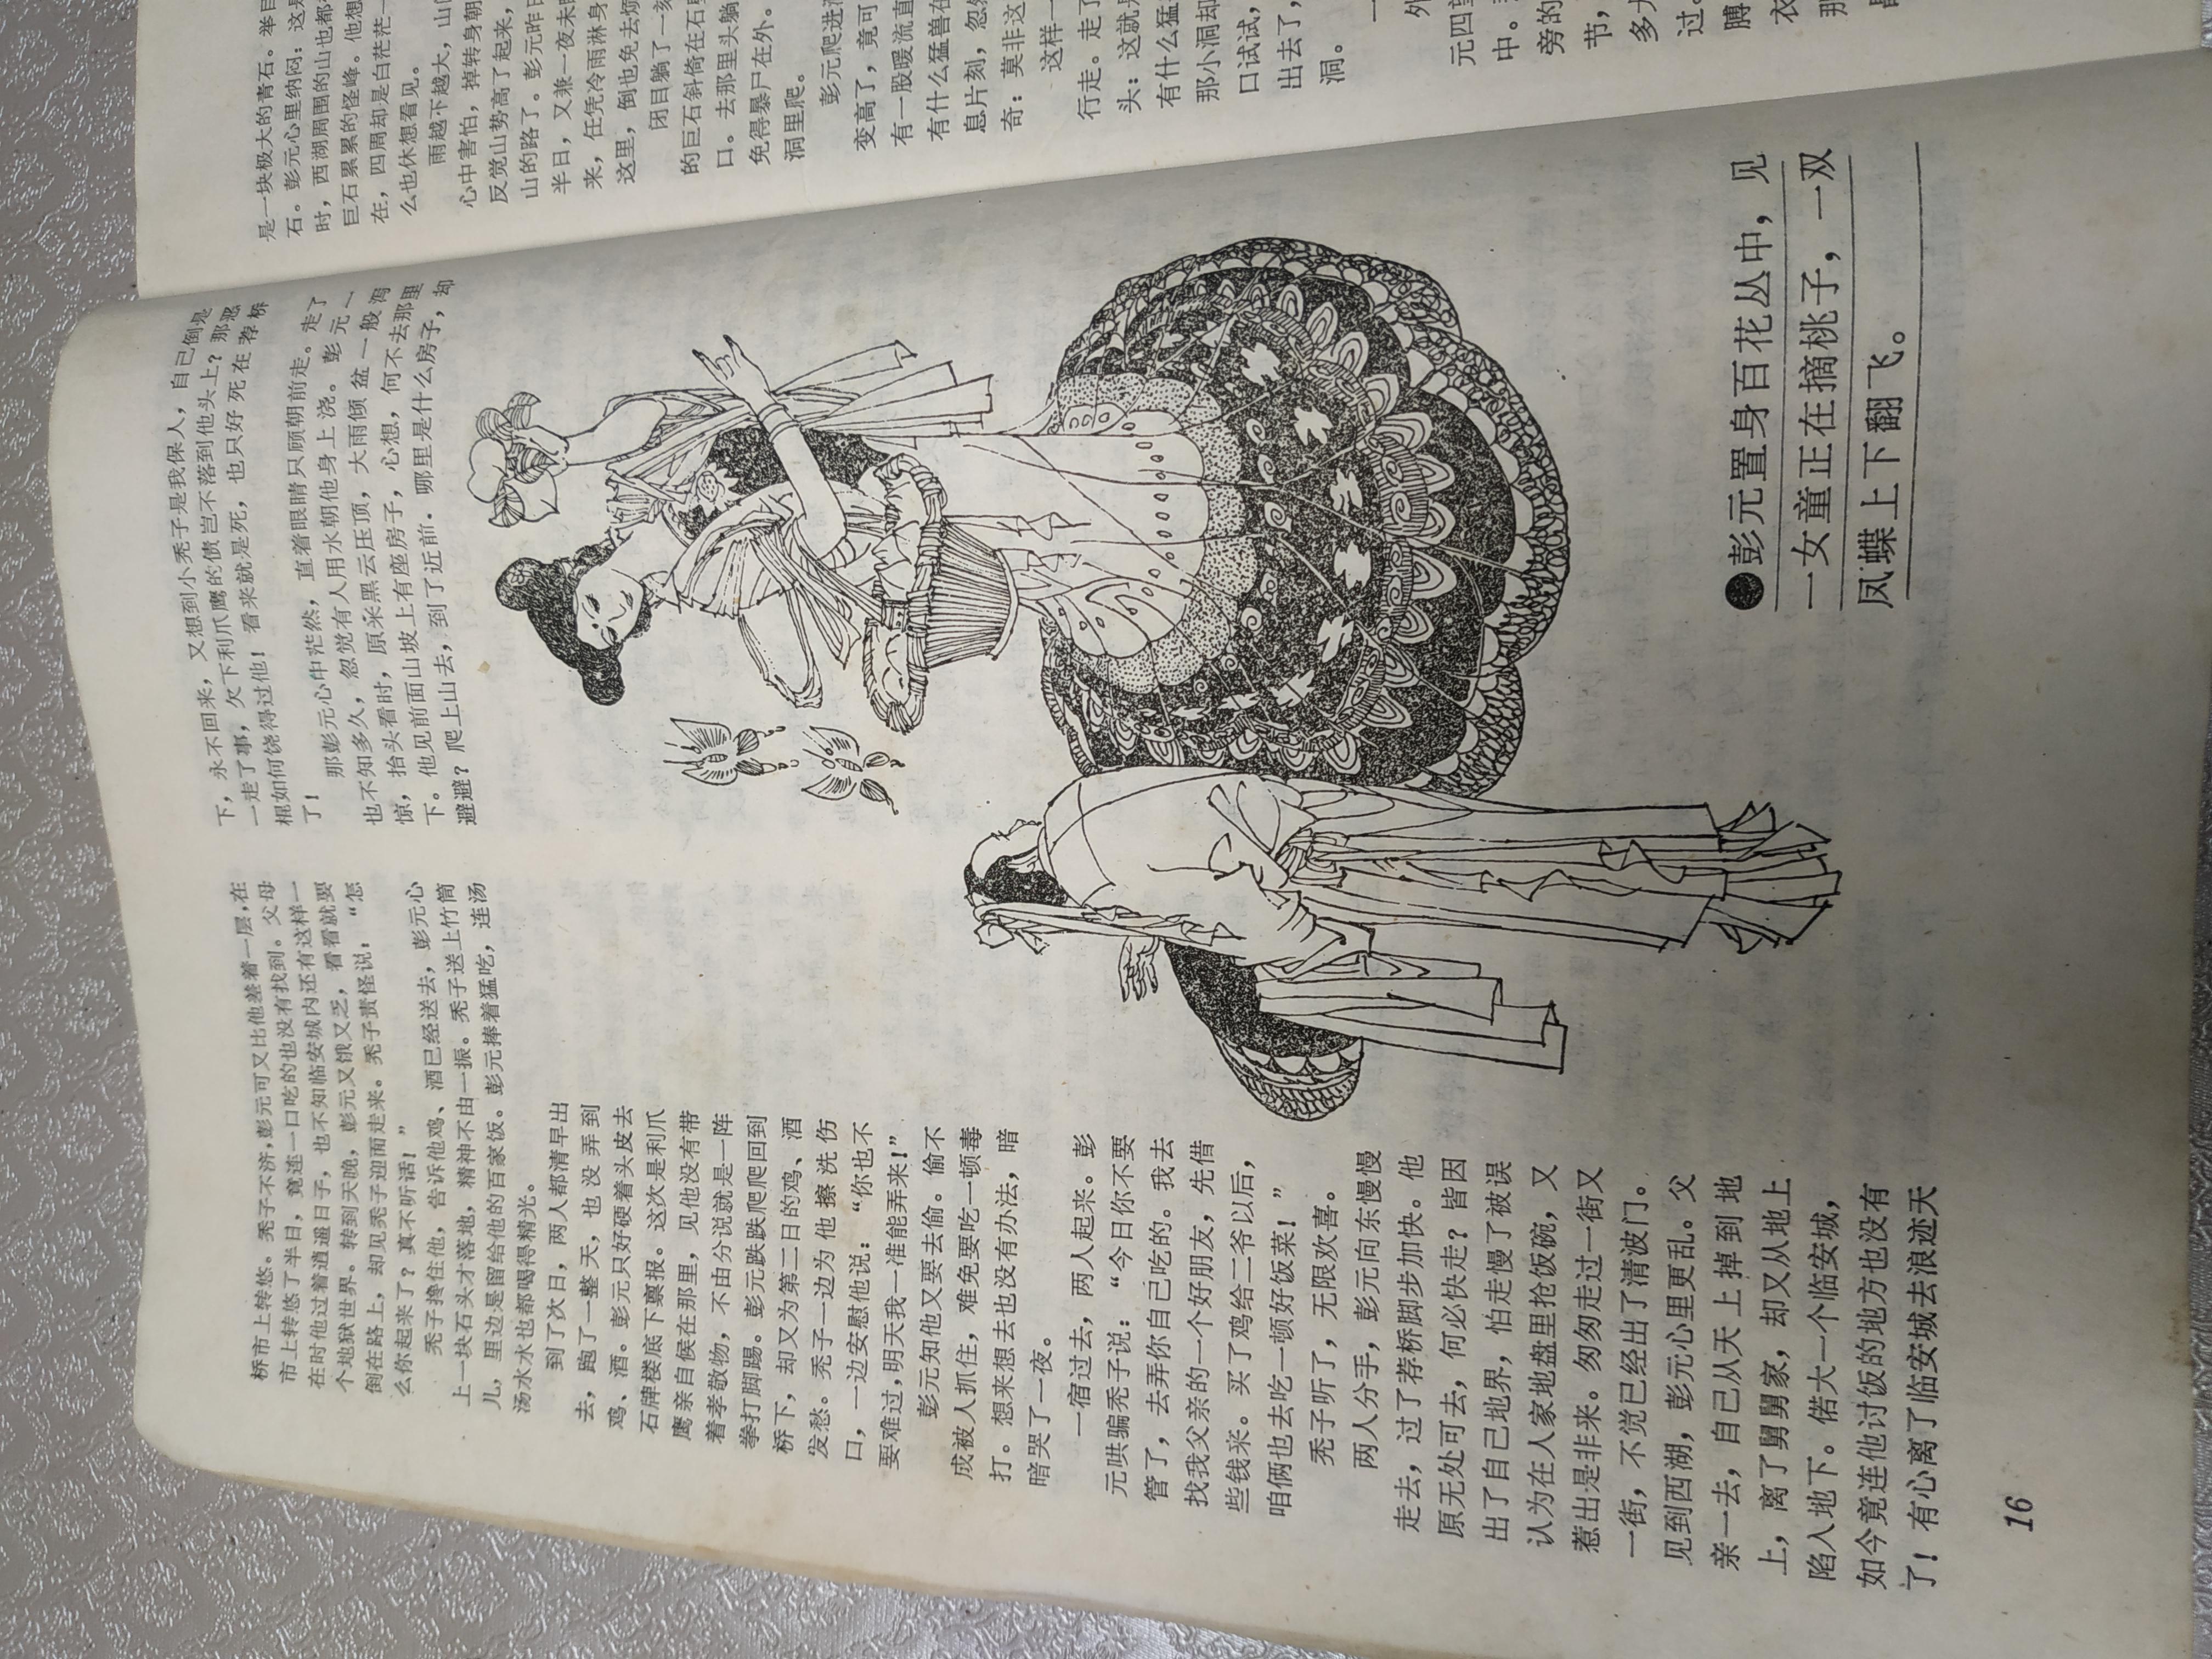 桥市上转悠。秃子不济,彭元可又比他差着一层,在
市上转悠了半日，竟连一口吃的也没有找到。父母
在时他过着逍遥日子，也不知临安城内还有这样一
个地狱世界。转到天晚，彭元又饿又乏，看看就要
倒在路上，却见秃子迎而走来。秃子责怪说：“怎
么你起来了？真不听话！”
秃子搀住他，告诉他鸡、酒已经送去，彭元心
上一块石头才落地，精神不由一振。秃子送上竹筒
儿，里边是留给他的百家饭。彭元捧着猛吃，连汤
汤水水也都喝得精光。
到了次日，两人都清早出
去，跑了一整天，也没弄到
鸡、酒。彭元只好硬着头皮去
石牌楼底下禀报。这次是利爪
鹰亲自侯在那里，见他没有带
着孝敬物，不由分说就是一阵
拳打脚踢。彭元跌跌爬爬回到
桥下，却又为第二日的鸡、酒
发愁。秃子一边为他擦洗伤
口，一边安慰他说：“你也不
要难过,明天我一准能弄来！”
彭元知他又要去偷。偷不
成被人抓住，难免要吃一顿毒
打。想来想去也没有办法，暗
暗哭了一夜。
一宿过去，两人起来。彭
元哄骗秃子说：“今日你不要
管了，去弄你自己吃的。我去
找我父亲的一个好朋友，先借
些钱来。买了鸡给二爷以后，
咱俩也去吃一顿好饭菜！”
秃子听了，无限欢喜。
两人分手，彭元向东慢慢
走去，过了荐桥脚步加快。他
原无处可去，何必快走？皆因
出了自己地界，怕走慢了被误
认为在人家地盘里抢饭碗，又
惹出是非来。匆匆走过一街又
一街，不觉已经出了清波门。
见到西湖，彭元心里更乱。父
亲一去，自己从天上掉到地
上，离了舅舅家，却又从地上
陷入地下。偌大一个临安城，
如今竟连他讨饭的地方也没有
了！有心离了临安城去浪迹天
下，永不回来，又想到小秃子是我保人，自己倒是
一走了事，欠下利爪鹰的债岂不落到他头上？那恶
棍如何饶得过他！看来就是死，也只好死在荐桥
了！
那彭元心中茫然，直着眼睛只顾朝前走。走了
也不知多久，忽觉有人用水朝他身上浇。彭元一
惊，抬头看时，原来黑云压顶，大雨倾盆一般泻
下。他见前面山坡上有座房子，心想，何不去那里
避避？爬上山去，到了近前．哪里是什么房子，却
●彭元置身百花丛中，见
一女童正在摘桃子，一双
凤蝶上下翻飞。
16
是一块极大的青石。举目
石。彭元心里纳闷：这是
时，西湖周围的山也都
巨石累累的怪峰。他想
在，四周却是白茫茫一
么也休想看见。
雨越下越大，山
心中害怕，掉转身朝
反觉山势高了起来，
山的路了。彭元昨日
半日，又兼一夜未
来，任凭冷雨淋身
这里，倒也免去烦
闭目躺了一刻
的巨石斜倚在石
口。去那里头躺
免得暴尸在外。
洞里爬。
彭元爬进
变高了，竟可
有一股暖流直
有什么猛兽在
息片刻，忽
奇：莫非这
这样一
行走。走了
头：这就
有什么猛
那小洞却
口试试，
出去了，
洞。
一
外
元四望
中。
旁的
节，
多
过。
膊
衣
那